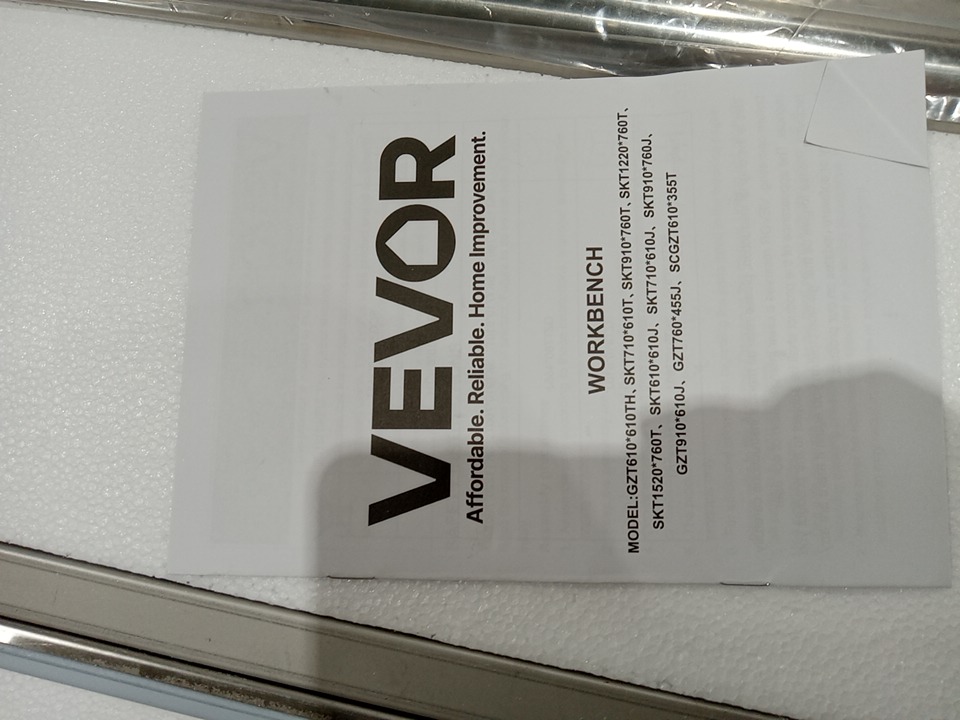 VEVOR
Affordable. Reliable. Home Improvement.
WORKBENCH
MODEL:GZT610*610TH、SKT710*610T、SKT910*760T、SKT1220*760T、
SKT1520*760T、SKT610*610J、SKT710*610J、SKT910*760J、
GZT910*610J、GZT760*455J、SCGZT610*355T